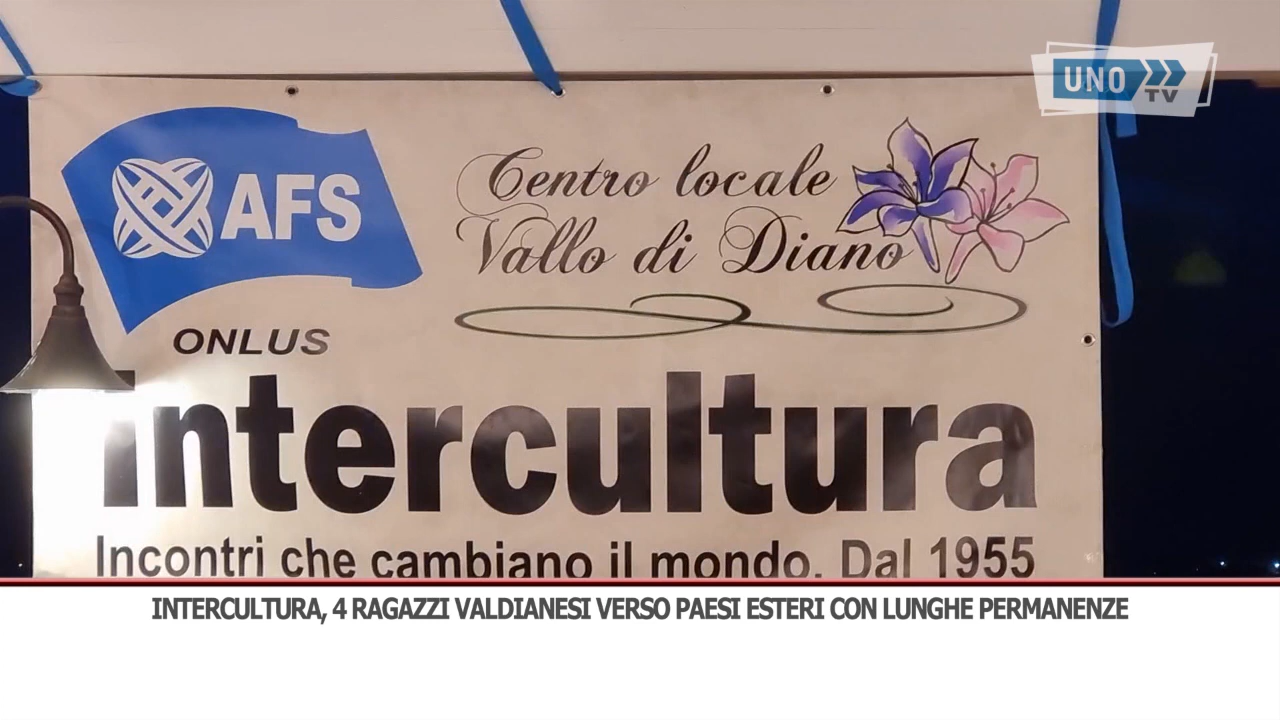 UNO
TV
AFS
Centro locale
Vallo di Diano
ONLUS
Intercultura
Incontri che cambiano il mondo. Dal 1955
INTERCULTURA, 4 RAGAZZI VALDIANESI VERSO PAESI ESTERI CON LUNGHE PERMANENZE